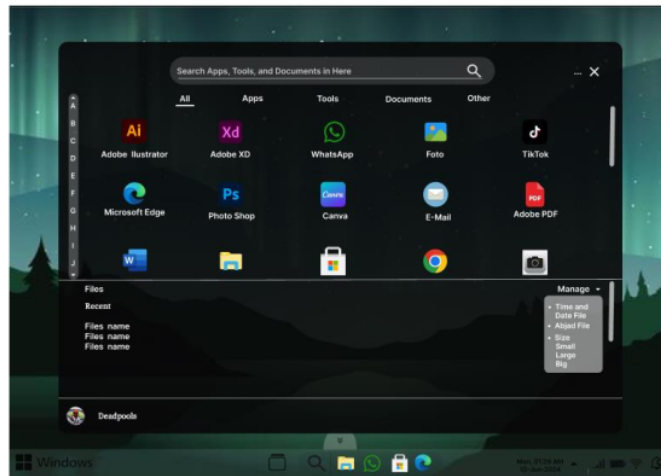 Search Apps, Tools, and Documents in Here
... X
All Apps Tools Documents Other
A
B
C
D
E
F
G
H
I
J
Ai Xd
Adobe Ilustrator Adobe XD WhatsApp Foto TikTok
Ps Canva PDF
Microsoft Edge Photo Shop Canva E-Mail Adobe PDF
W
Files Manage
Recent
• Time and
Date File
• Abjad File
• Size
Small
Large
Big
Files name
Files name
Files name
Deadpools
Windows